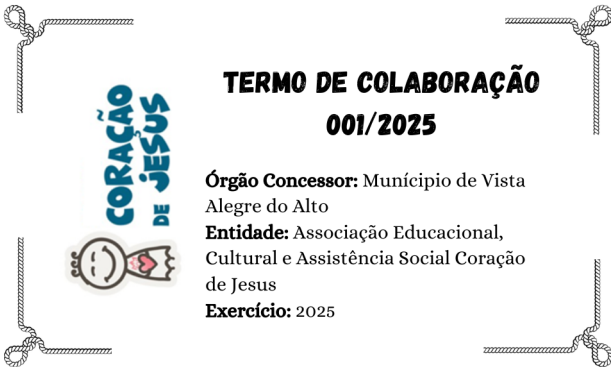 CORAÇÃO
DE JESUS
TERMO DE COLABORAÇÃO
001/2025
Órgão Concessor: Munícipio de Vista
Alegre do Alto
Entidade: Associação Educacional,
Cultural e Assistência Social Coração
de Jesus
Exercício: 2025